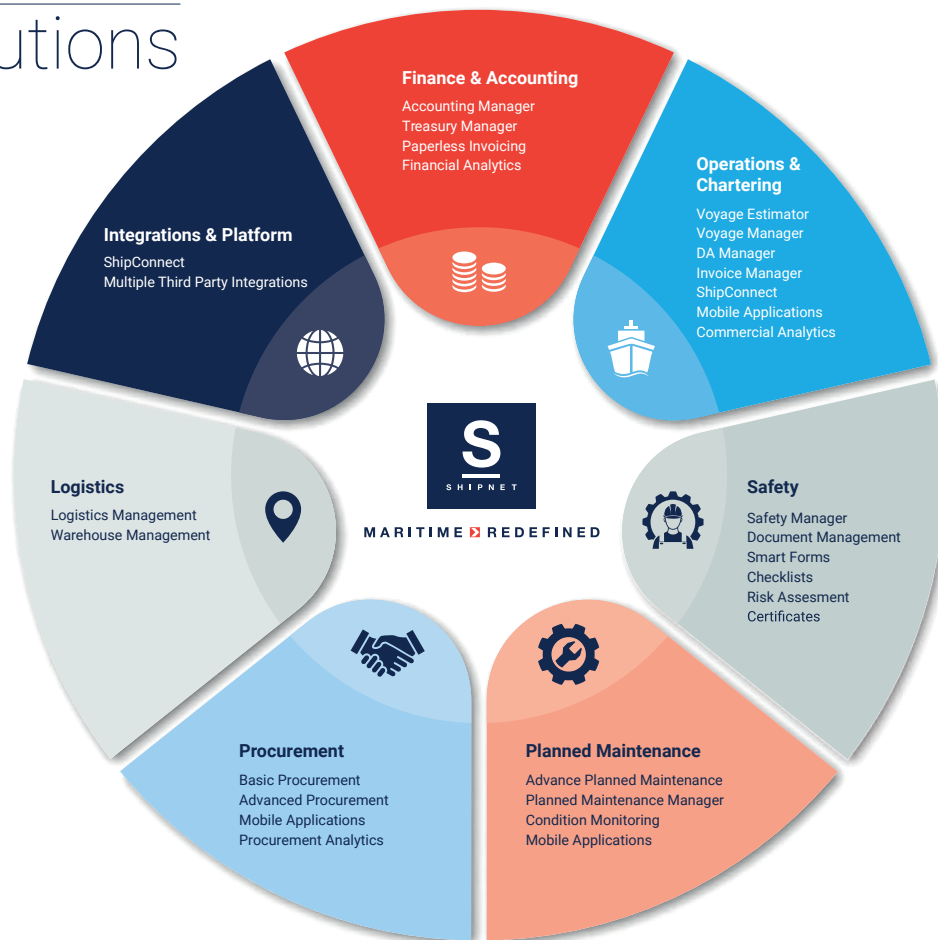 utions
Finance & Accounting
Accounting Manager
Treasury Manager
Paperless Invoicing
Financial Analytics
Operations &
Chartering
Voyage Estimator
Voyage Manager
DA Manager
Invoice Manager
ShipConnect
Mobile Applications
Commercial Analytics
Integrations & Platform
ShipConnect
Multiple Third Party Integrations
S
SHIPNET
MARITIME REDEFINED
Logistics
Logistics Management
Warehouse Management
Safety
Safety Manager
Document Management
Smart Forms
Checklists
Risk Assesment
Certificates
Procurement
Basic Procurement
Advanced Procurement
Mobile Applications
Procurement Analytics
Planned Maintenance
Advance Planned Maintenance
Planned Maintenance Manager
Condition Monitoring
Mobile Applications